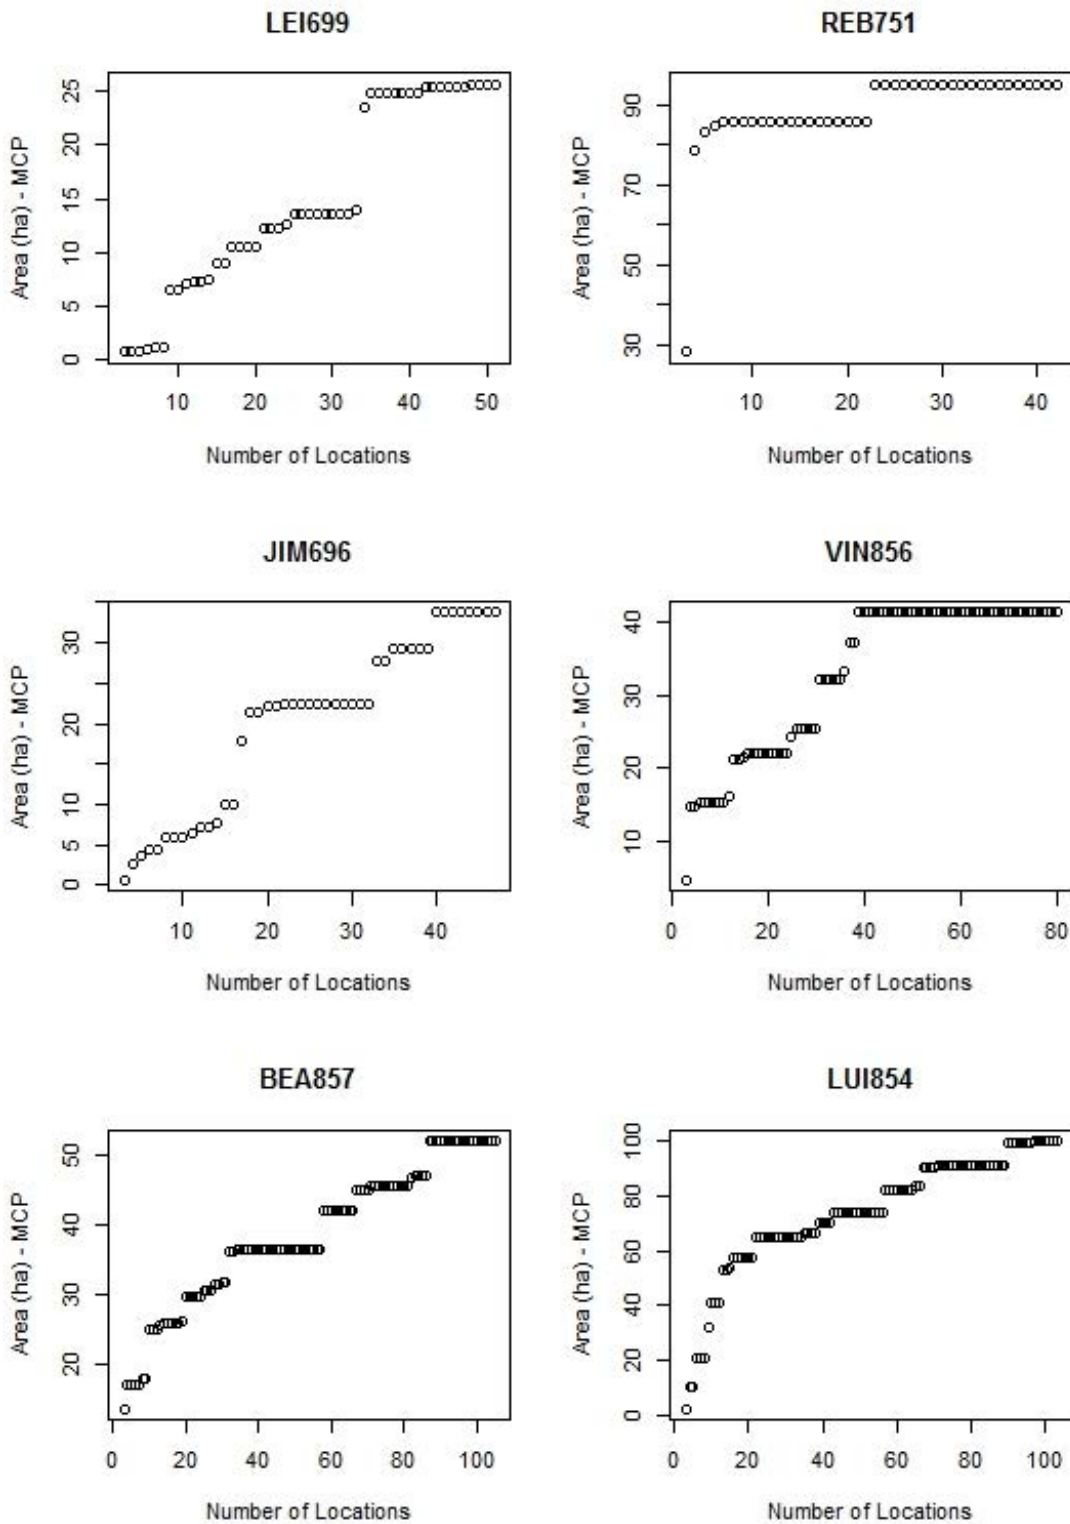 LEI699
REB751
Area (ha) - MCP
0 5 10 15 20 25
10 20 30 40 50
Number of Locations
Area (ha) - MCP
30 50 70 90
10 20 30 40
Number of Locations
JIM696
VIN856
Area (ha) - MCP
0 5 10 20 30
10 20 30 40
Number of Locations
Area (ha) - MCP
10 20 30 40
0 20 40 60 80
Number of Locations
BEA857
LUI854
Area (ha) - MCP
20 30 40 50
0 20 40 60 80 100
Number of Locations
Area (ha) - MCP
0 20 40 60 80 100
0 20 40 60 80 100
Number of Locations